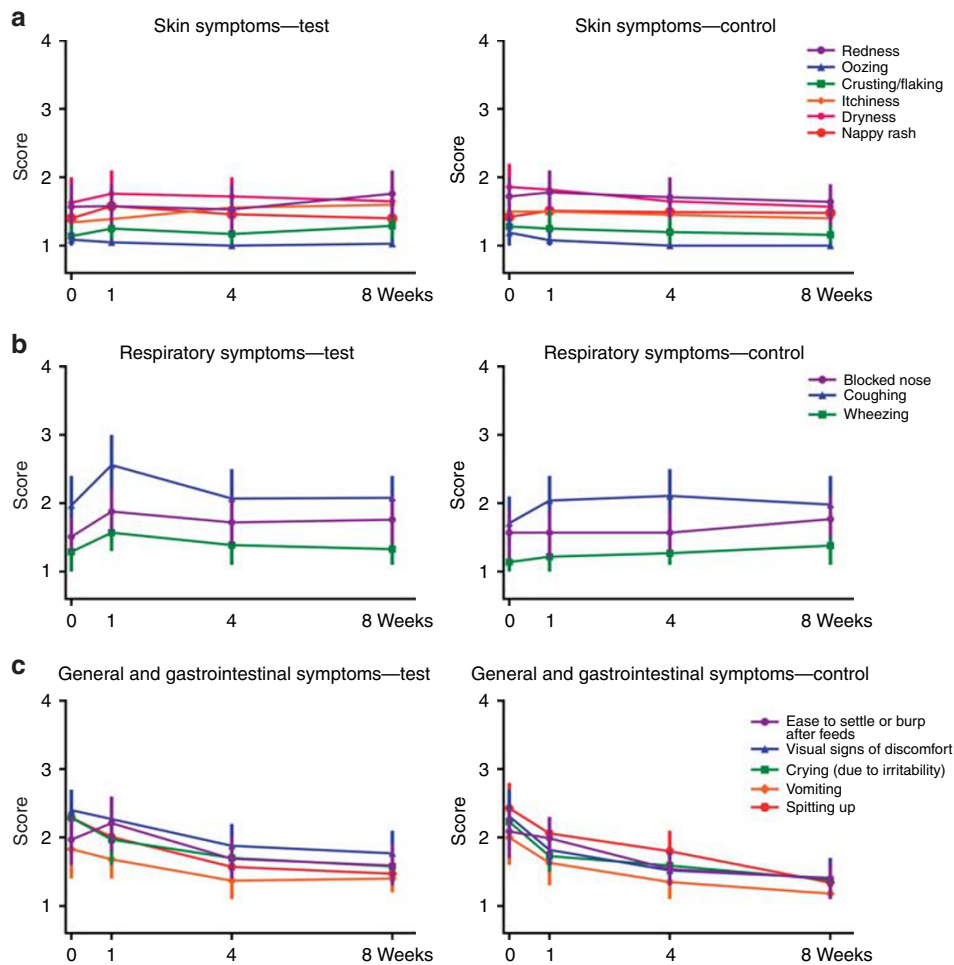 a
Skin symptoms—test
Skin symptoms—control
4
3
2
1
Score
0 1 4 8 Weeks
4
3
2
1
Score
0 1 4 8 Weeks
Redness
Oozing
Crusting/flaking
Itchiness
Dryness
Nappy rash
b
Respiratory symptoms—test
Respiratory symptoms—control
4
3
2
1
Score
0 1 4 8 Weeks
4
3
2
1
Score
0 1 4 8 Weeks
Blocked nose
Coughing
Wheezing
c
General and gastrointestinal symptoms—test
General and gastrointestinal symptoms—control
4
3
2
1
Score
0 1 4 8 Weeks
4
3
2
1
Score
0 1 4 8 Weeks
Ease to settle or burp
after feeds
Visual signs of discomfort
Crying (due to irritability)
Vomiting
Spitting up